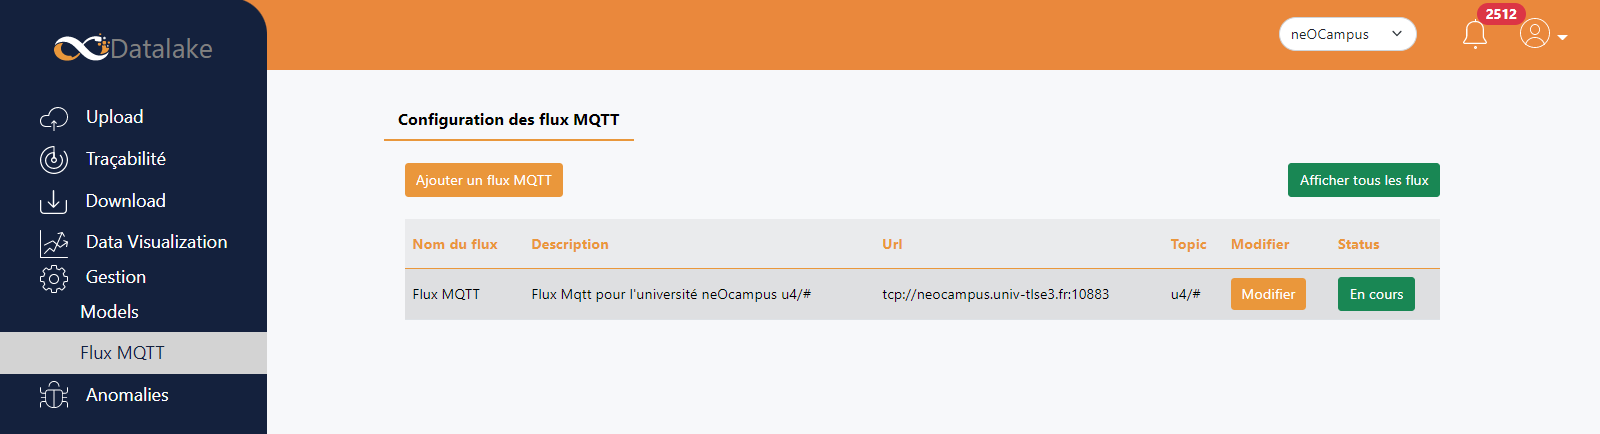 Datalake
Upload
Traçabilité
Download
Data Visualization
Gestion
Models
Flux MQTT
Anomalies
neOCampus
2512
Configuration des flux MQTT
Ajouter un flux MQTT
Afficher tous les flux
Nom du flux Description Url Topic Modifier Status
Flux MQTT Flux Mqtt pour l'université neOcampus u4/# tcp://neocampus.univ-tlse3.fr:10883 u4/# Modifier En cours